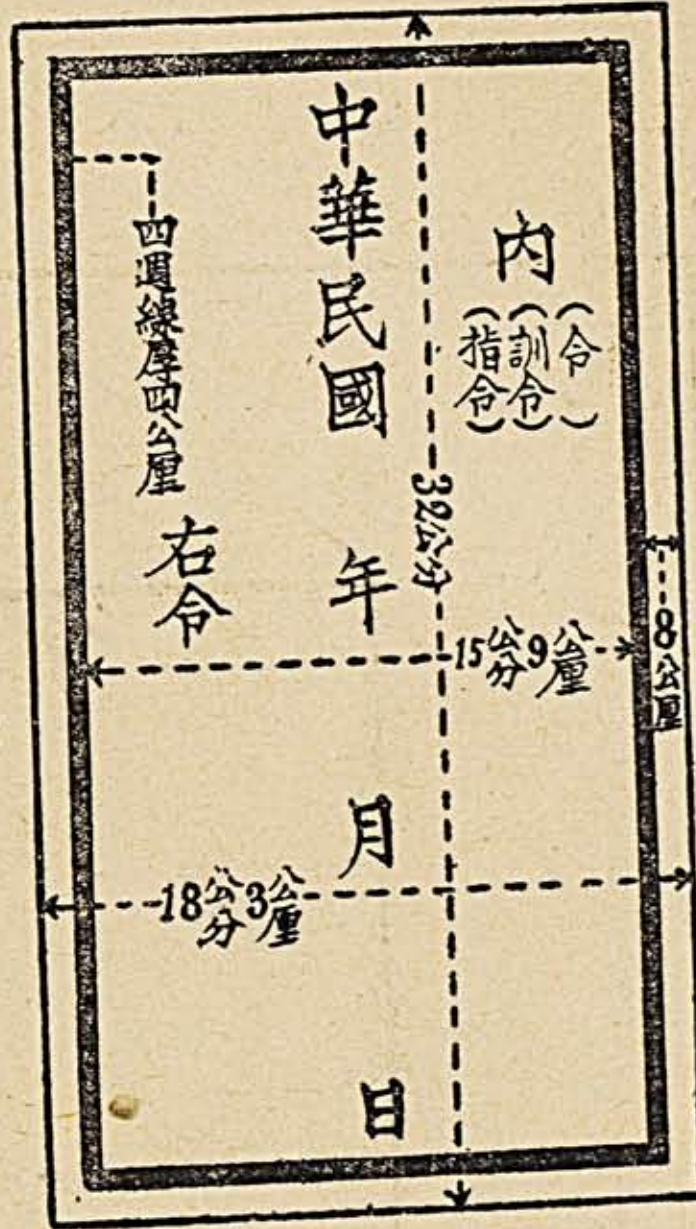 8公厘
內
(令)
(訓令)
(指令)
15公分9公厘
32公分
中華民國 年 月 日
18公分3公厘
右令
四週線厚四公厘